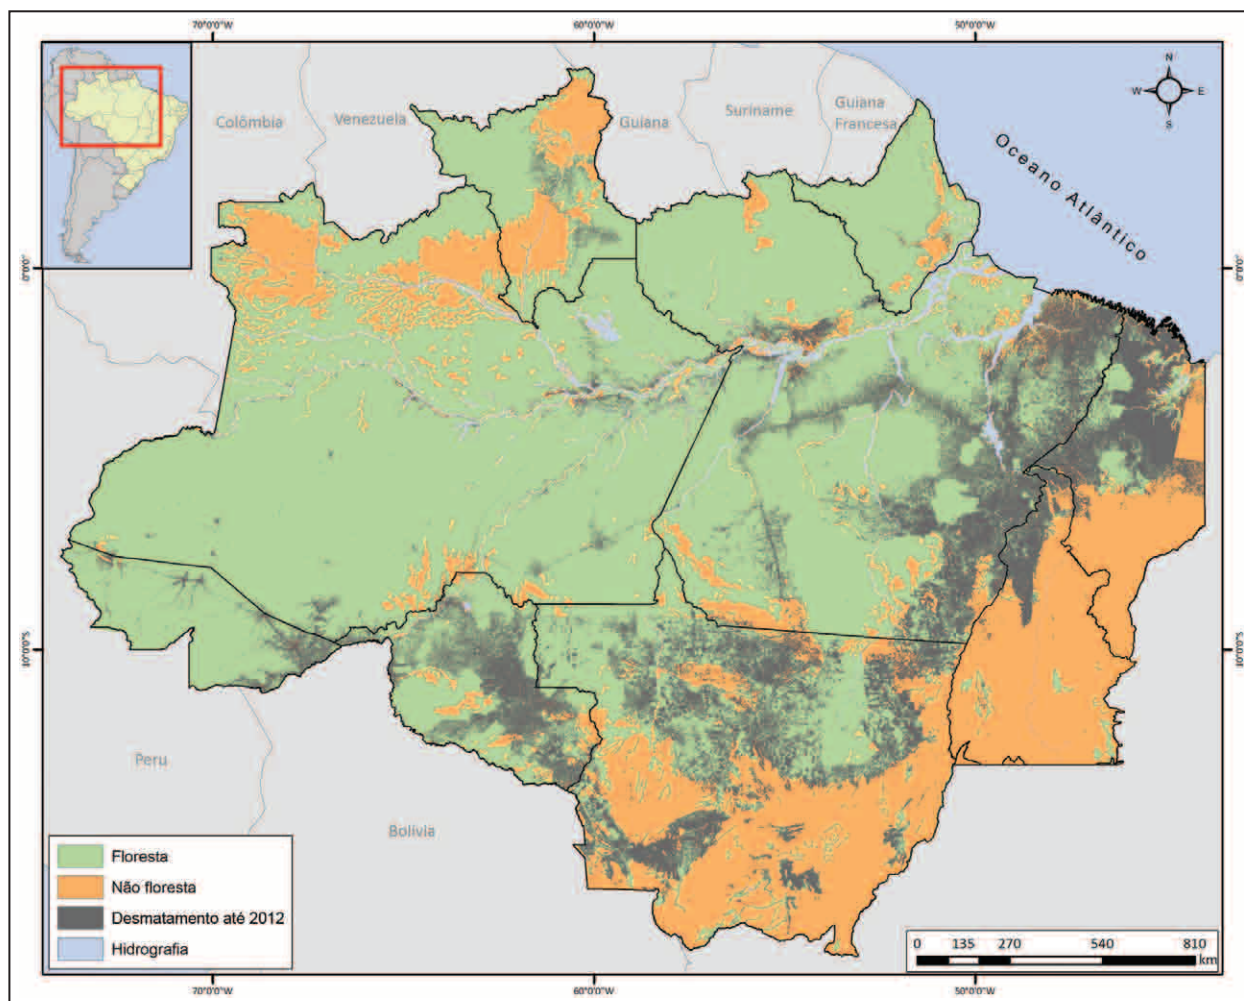 70°0'0"W
60°0'0"W
50°0'0"W
N
W
E
S
Colômbia
Venezuela
Guiana
Suriname
Guiana
Francesa
Oceano Atlântico
0°0'0"
0°0'0"
10°0'0"S
10°0'0"S
Peru
Bolívia
Floresta
Não floresta
Desmatamento até 2012
Hidrografia
0
135
270
540
810
km
70°0'0"W
60°0'0"W
50°0'0"W